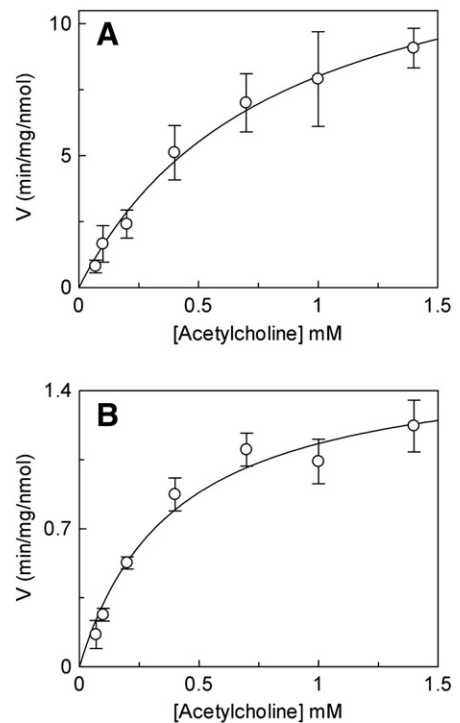 A
10
5
0
V (min/mg/nmol)
0 0.5 1 1.5
[Acetylcholine] mM
B
1.4
0.7
0
V (min/mg/nmol)
0 0.5 1 1.5
[Acetylcholine] mM